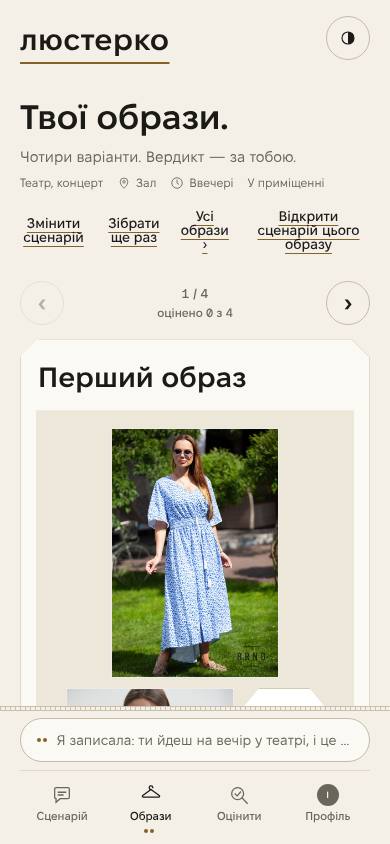 люстерко
Твої образи.
Чотири варіанти. Вердикт — за тобою.
Театр, концерт Зал Ввечері У приміщенні
Змінити
сценарій
Зібрати
ще раз
Усі
образи
›
Відкрити
сценарій цього
образу
‹
1 / 4
оцінено 0 з 4
›
Перший образ
BRND
Я записала: ти йдеш на вечір у театрі, і це ...
Сценарій
Образи
Оцінити
І
Профіль